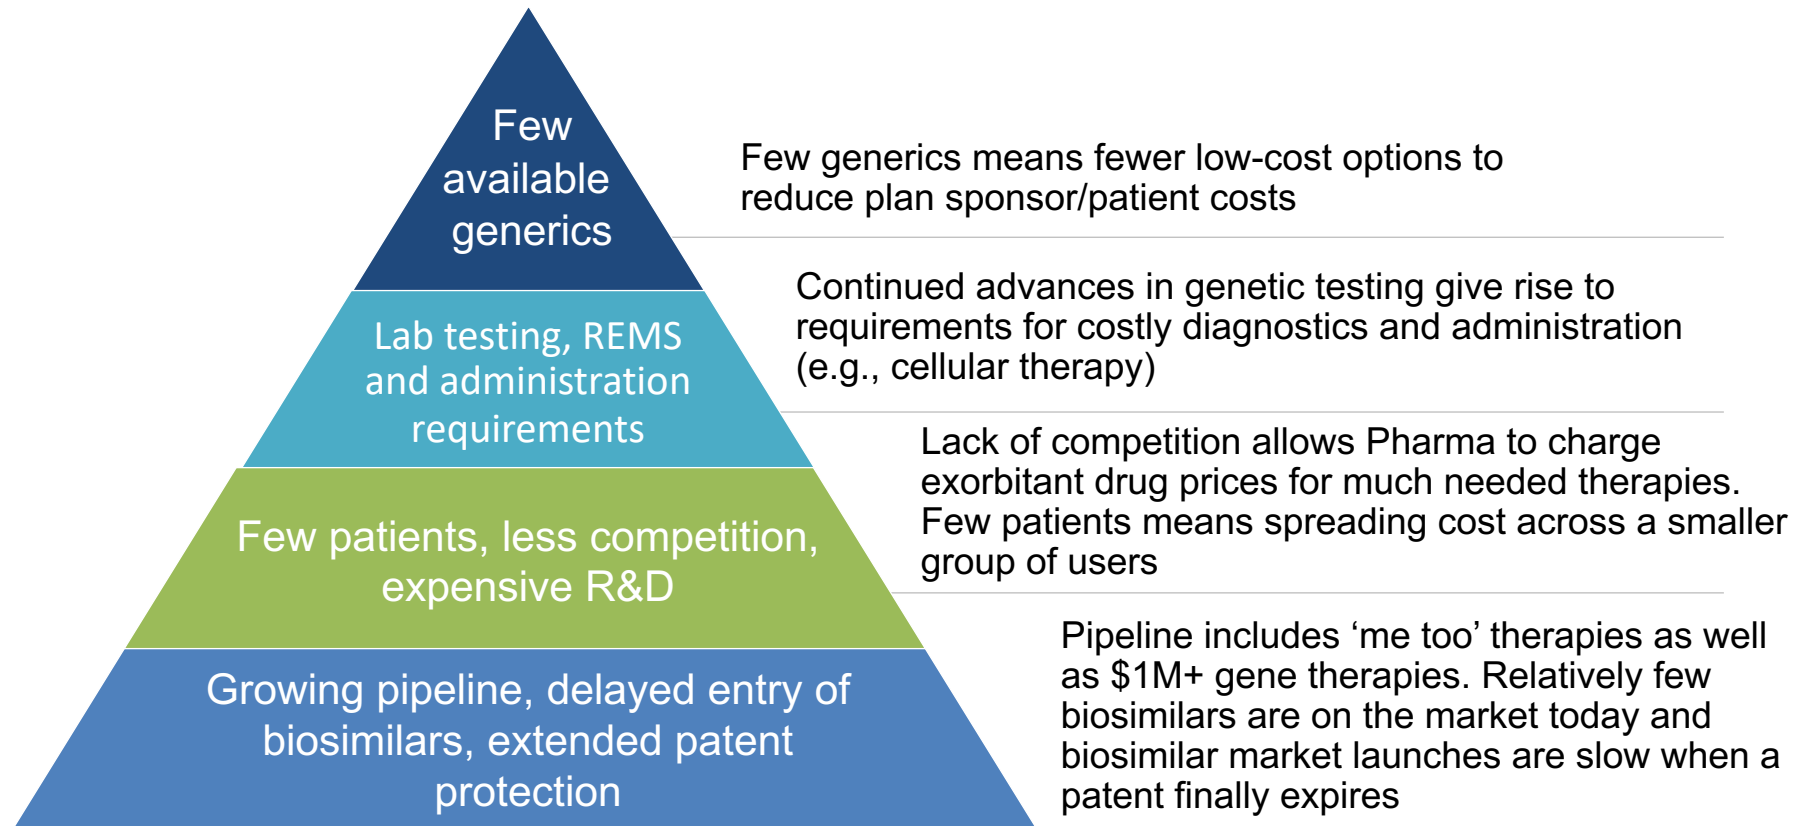 Few
available
generics
Few generics means fewer low-cost options to
reduce plan sponsor/patient costs
Lab testing, REMS
and administration
requirements
Continued advances in genetic testing give rise to
requirements for costly diagnostics and administration
(e.g., cellular therapy)
Few patients, less competition,
expensive R&D
Lack of competition allows Pharma to charge
exorbitant drug prices for much needed therapies.
Few patients means spreading cost across a smaller
group of users
Growing pipeline, delayed entry of
biosimilars, extended patent
protection
Pipeline includes ‘me too’ therapies as well
as $1M+ gene therapies. Relatively few
biosimilars are on the market today and
biosimilar market launches are slow when a
patent finally expires